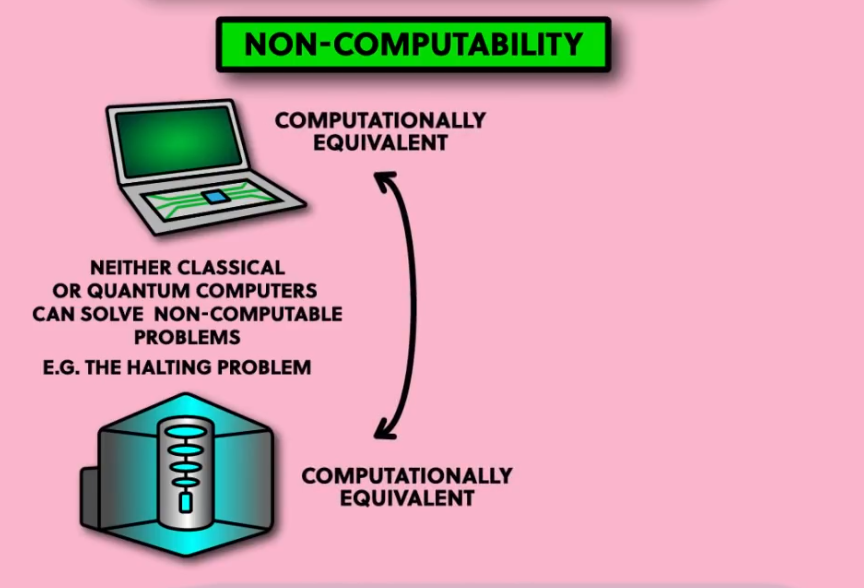 NON-COMPUTABILITY
COMPUTATIONALLY
EQUIVALENT
NEITHER CLASSICAL
OR QUANTUM COMPUTERS
CAN SOLVE NON-COMPUTABLE
PROBLEMS
E.G. THE HALTING PROBLEM
COMPUTATIONALLY
EQUIVALENT